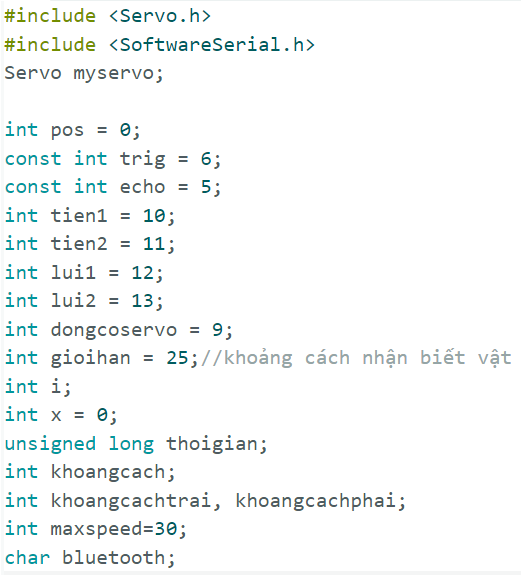 #include <Servo.h>
#include <SoftwareSerial.h>
Servo myservo;

int pos = 0;
const int trig = 6;
const int echo = 5;
int tien1 = 10;
int tien2 = 11;
int lui1 = 12;
int lui2 = 13;
int dongcoservo = 9;
int gioihan = 25;//khoảng cách nhận biết vật
int i;
int x = 0;
unsigned long thoigian;
int khoangcach;
int khoangcachtrai, khoangcachphai;
int maxspeed=30;
char bluetooth;